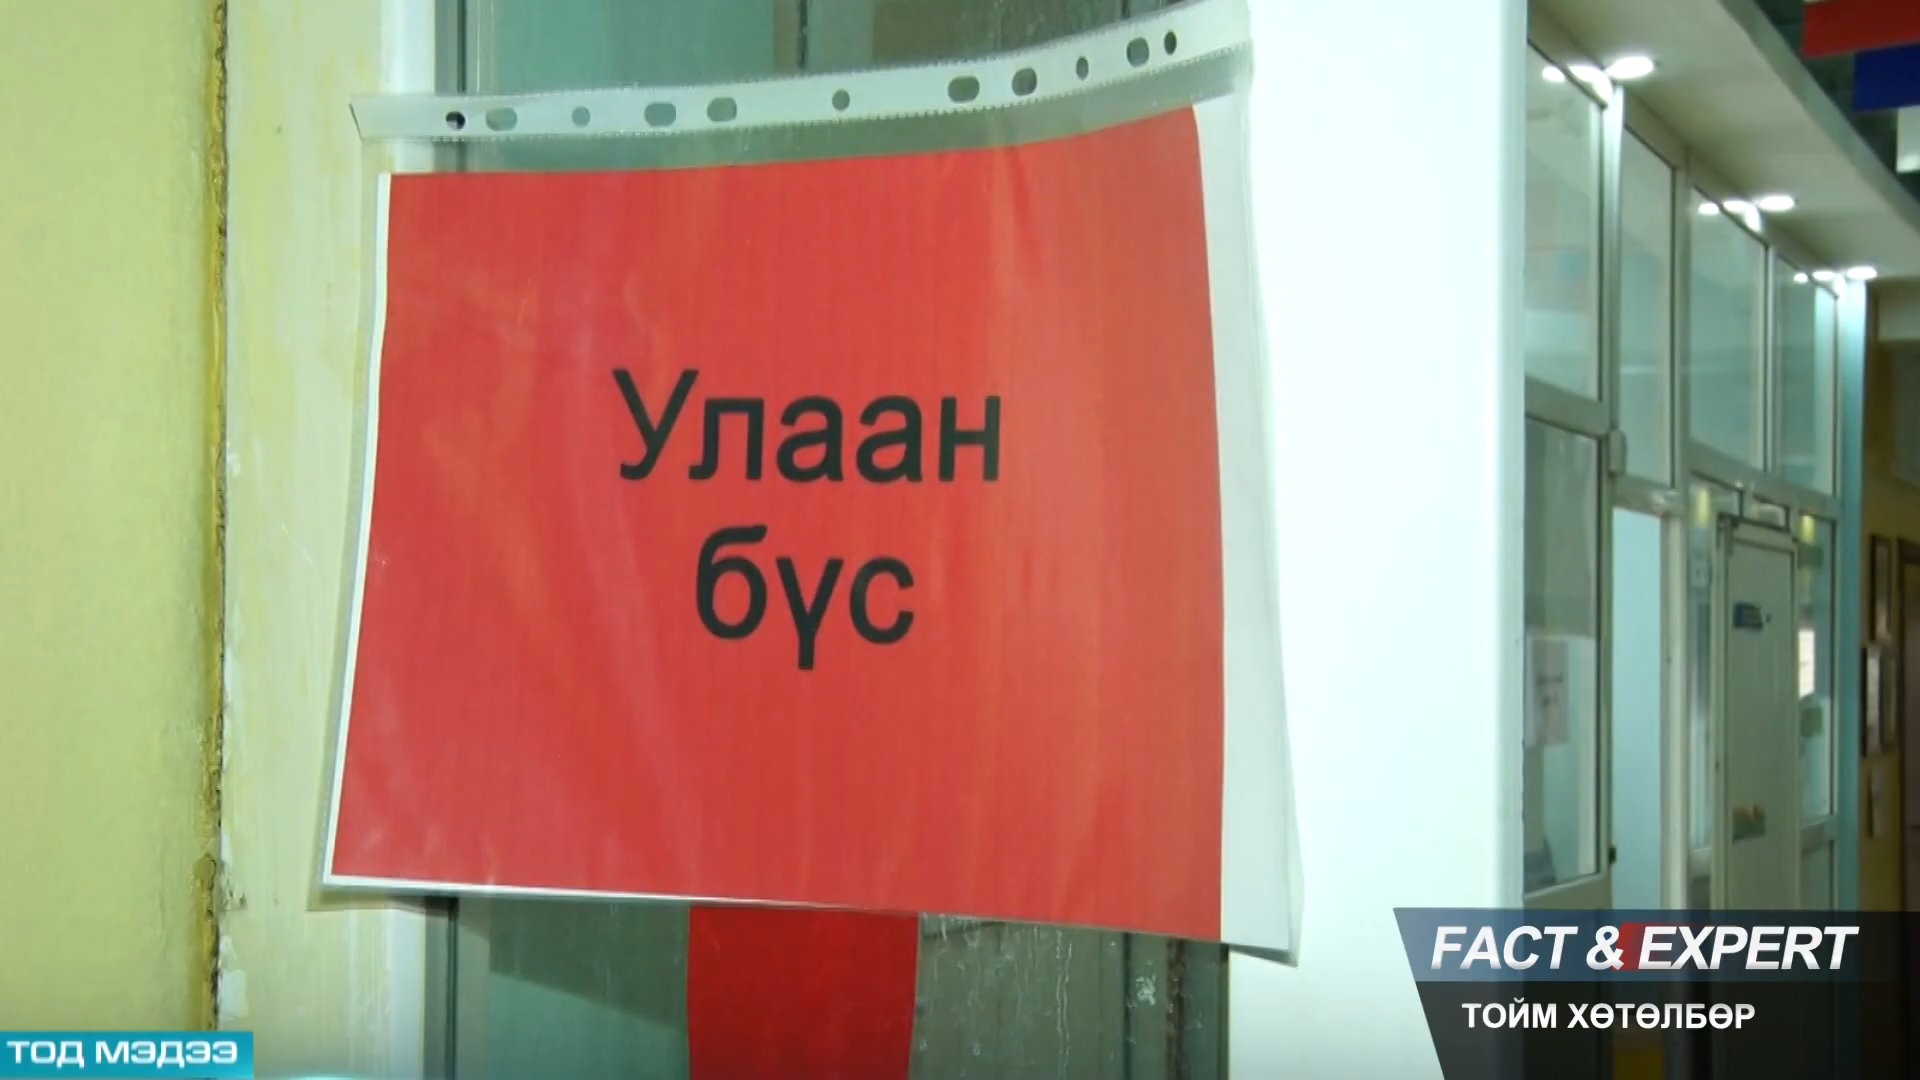 Улаан
бүс
FACT & EXPERT
ТОЙМ ХӨТӨЛБӨР
ТОД МЭДЭЭ